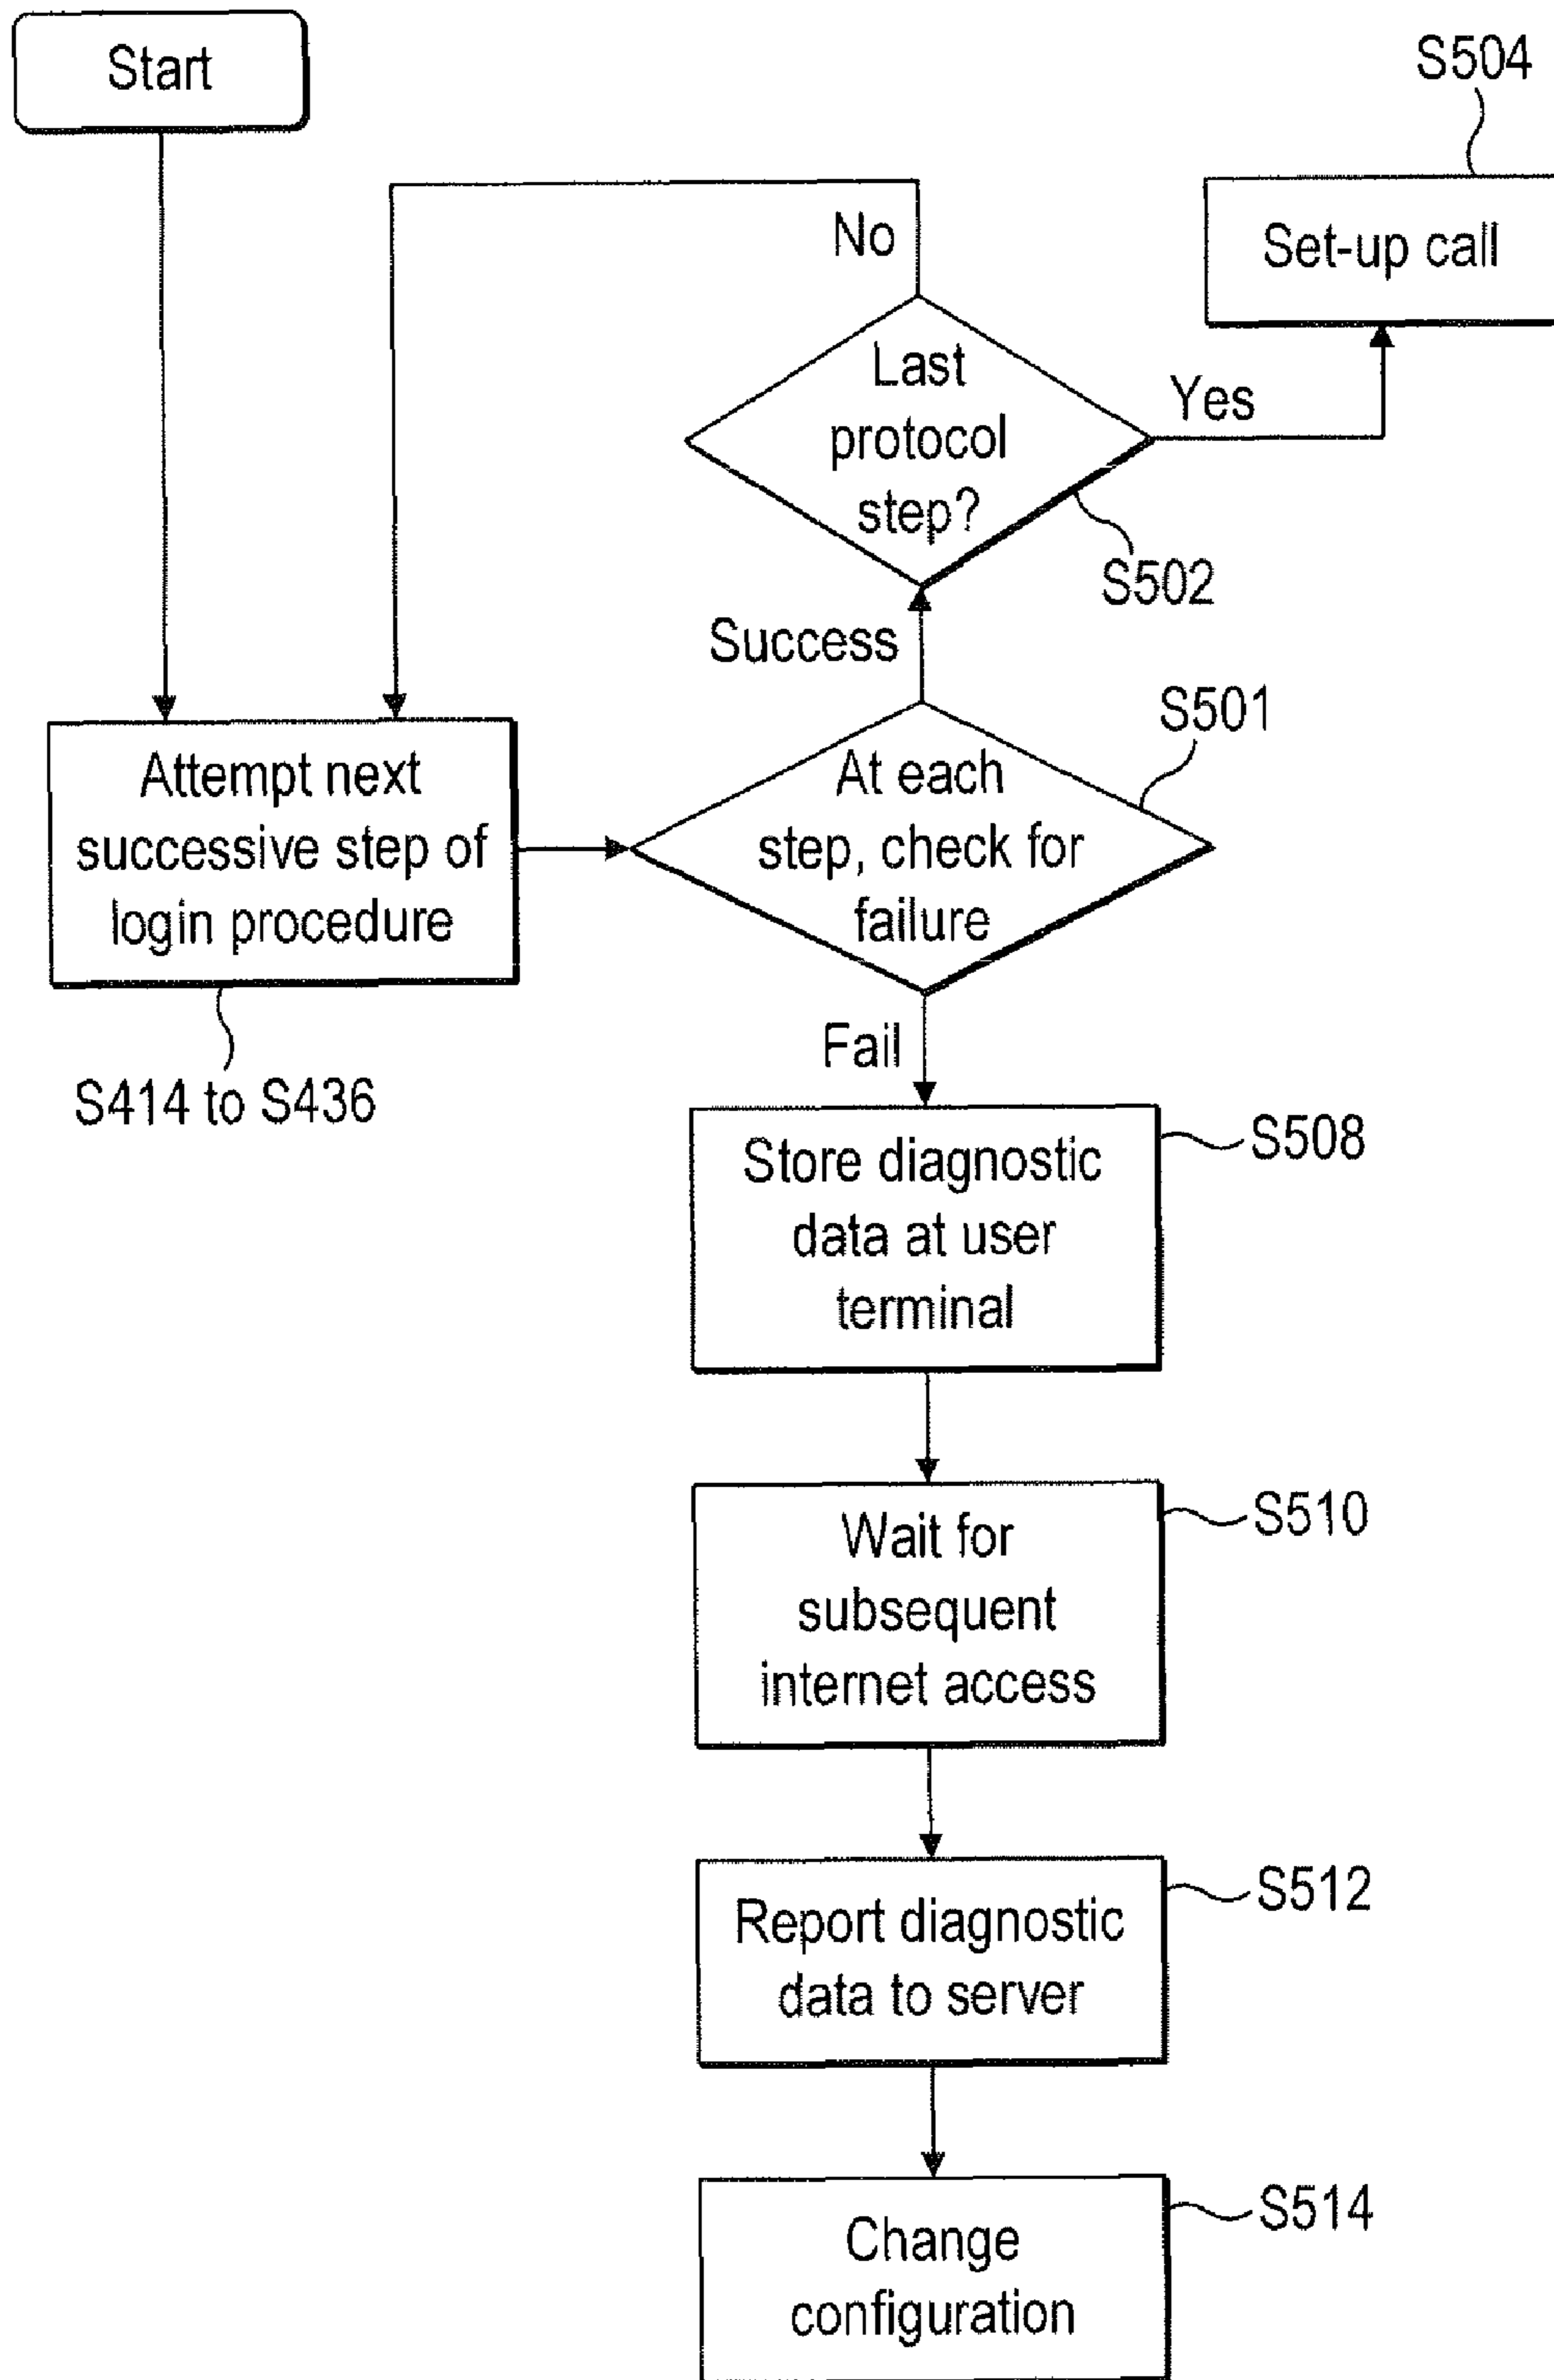 Start
S504
Set-up call
No
Last
protocol
step?
Yes
S502
Success
S501
Attempt next
successive step of
login procedure
At each
step, check for
failure
S414 to S436
Fail
Store diagnostic
data at user
terminal
S508
Wait for
subsequent
internet access
S510
Report diagnostic
data to server
S512
Change
configuration
S514